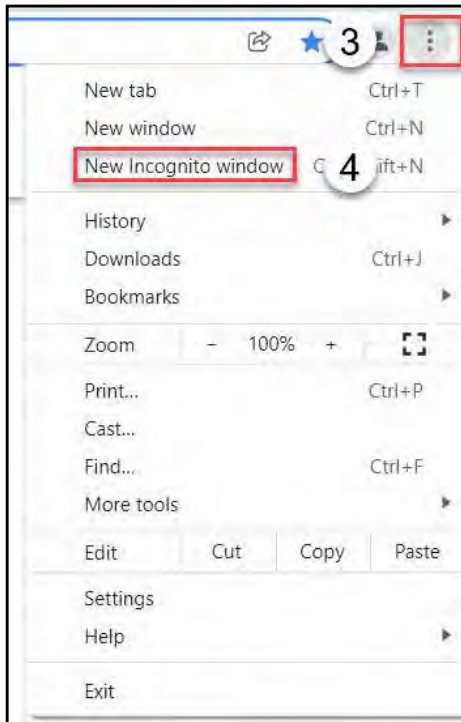 3
New tab Ctrl+T
New window Ctrl+N
New Incognito window 4 ift+N
History
Downloads Ctrl+J
Bookmarks
Zoom - 100% +
Print... Ctrl+P
Cast...
Find... Ctrl+F
More tools
Edit Cut Copy Paste
Settings
Help
Exit